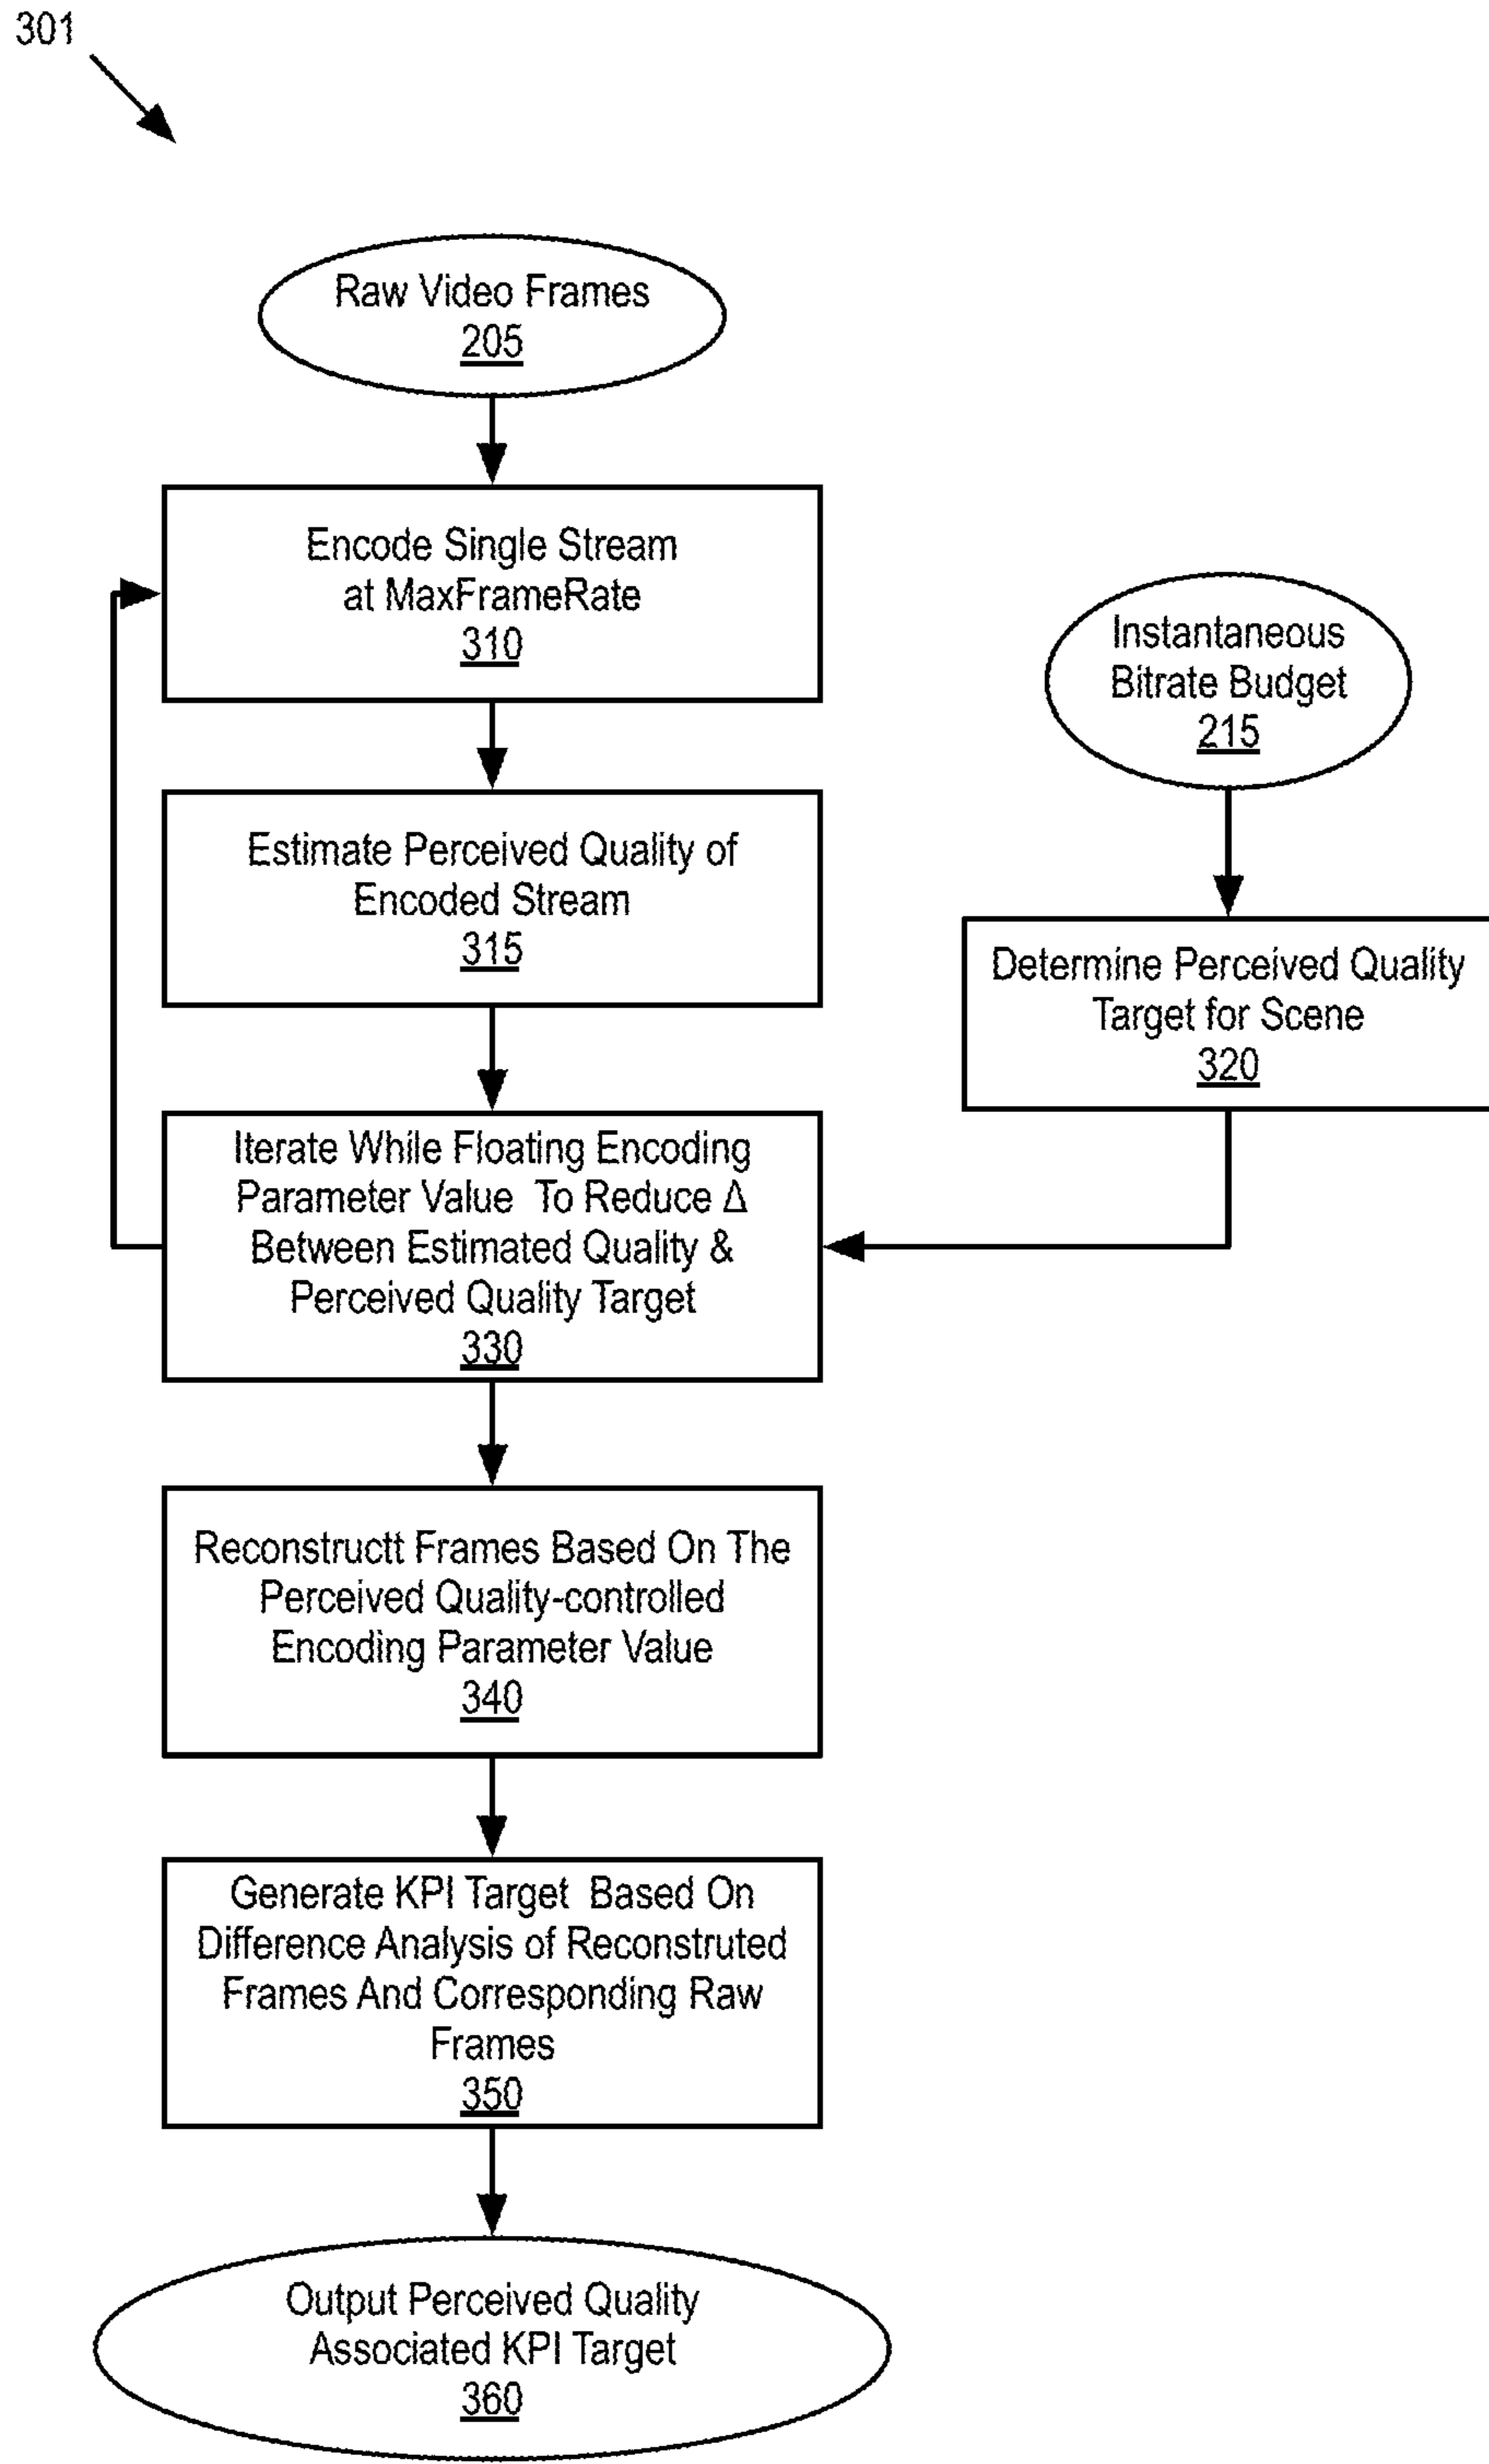 301
Raw Video Frames
205
Encode Single Stream
at MaxFrameRate
310
Instantaneous
Bitrate Budget
215
Estimate Perceived Quality of
Encoded Stream
315
Determine Perceived Quality
Target for Scene
320
Iterate While Floating Encoding
Parameter Value To Reduce Δ
Between Estimated Quality &
Perceived Quality Target
330
Reconstructt Frames Based On The
Perceived Quality-controlled
Encoding Parameter Value
340
Generate KPI Target Based On
Difference Analysis of Reconstruted
Frames And Corresponding Raw
Frames
350
Output Perceived Quality
Associated KPI Target
360